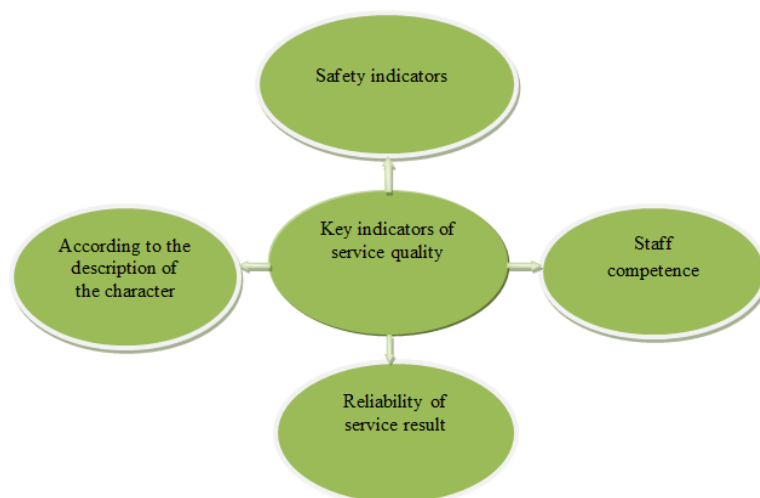 Safety indicators
Key indicators of
service quality
According to the
description of
the character
Staff
competence
Reliability of
service result